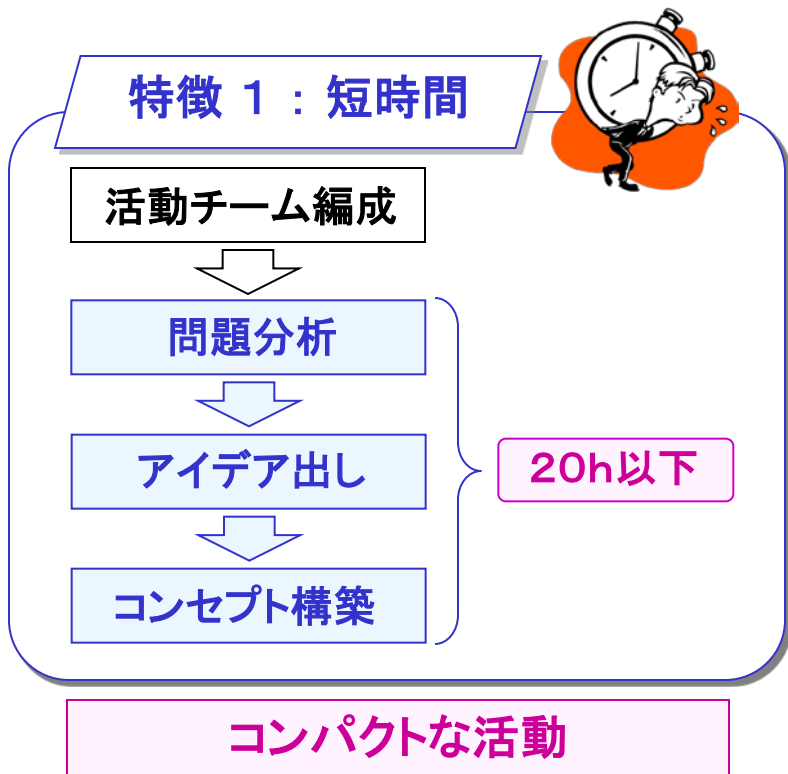 特徴１：短時間
活動チーム編成
問題分析
アイデア出し
２０ｈ以下
コンセプト構築
コンパクトな活動